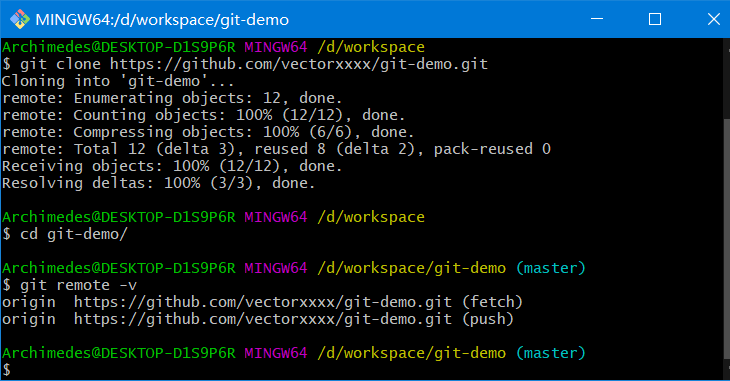 MINGW64:/d/workspace/git-demo
Archimedes@DESKTOP-D1S9P6R MINGW64 /d/workspace
$ git clone https://github.com/vectorxxxx/git-demo.git
Cloning into 'git-demo'...
remote: Enumerating objects: 12, done.
remote: Counting objects: 100% (12/12), done.
remote: Compressing objects: 100% (6/6), done.
remote: Total 12 (delta 3), reused 8 (delta 2), pack-reused 0
Receiving objects: 100% (12/12), done.
Resolving deltas: 100% (3/3), done.
Archimedes@DESKTOP-D1S9P6R MINGW64 /d/workspace
$ cd git-demo/
Archimedes@DESKTOP-D1S9P6R MINGW64 /d/workspace/git-demo (master)
$ git remote -v
origin  https://github.com/vectorxxxx/git-demo.git (fetch)
origin  https://github.com/vectorxxxx/git-demo.git (push)
Archimedes@DESKTOP-D1S9P6R MINGW64 /d/workspace/git-demo (master)
$